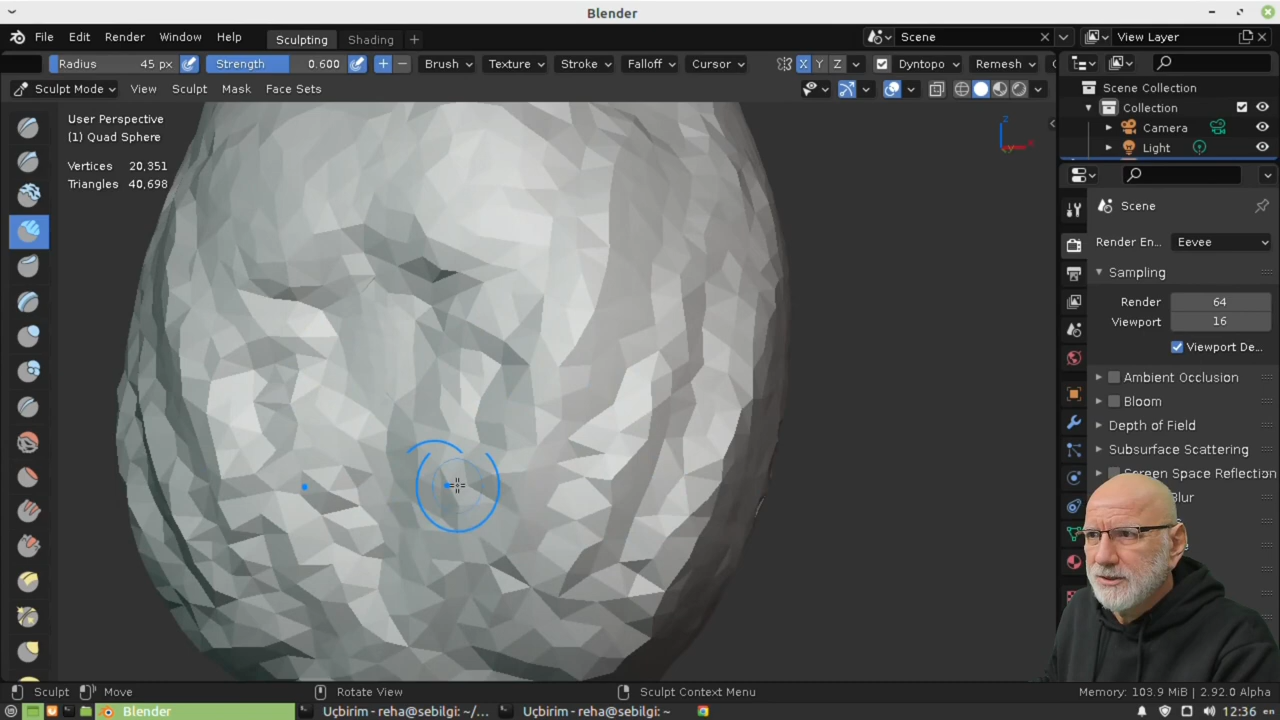 Blender
File Edit Render Window Help Sculpting Shading + Scene View Layer
Radius 45 px Strength 0.600 + − Brush Texture Stroke Falloff Cursor X Y Z Dyntopo Remesh
Sculpt Mode View Sculpt Mask Face Sets
User Perspective
(1) Quad Sphere
Vertices 20,351
Triangles 40,698
Z
Scene Collection
Collection
Camera
Light
Scene
Render En... Eevee
Sampling
Render 64
Viewport 16
Viewport De...
Ambient Occlusion
Bloom
Depth of Field
Subsurface Scattering
Screen Space Reflection
Blur
Sculpt Move Rotate View Sculpt Context Menu Memory: 103.9 MiB | 2.92.0 Alpha
Blender Uçbirim - reha@sebilgi: ~/... Uçbirim - reha@sebilgi: ~ 12:36 en